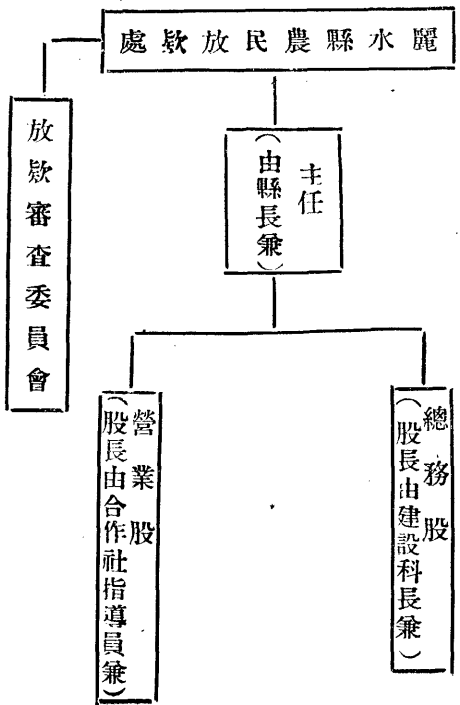 麗水縣農民放欵處
主任
（由縣長兼）
總務股
（股長由建設科長兼）
營業股
（股長由合作社指導員兼）
放欵審查委員會